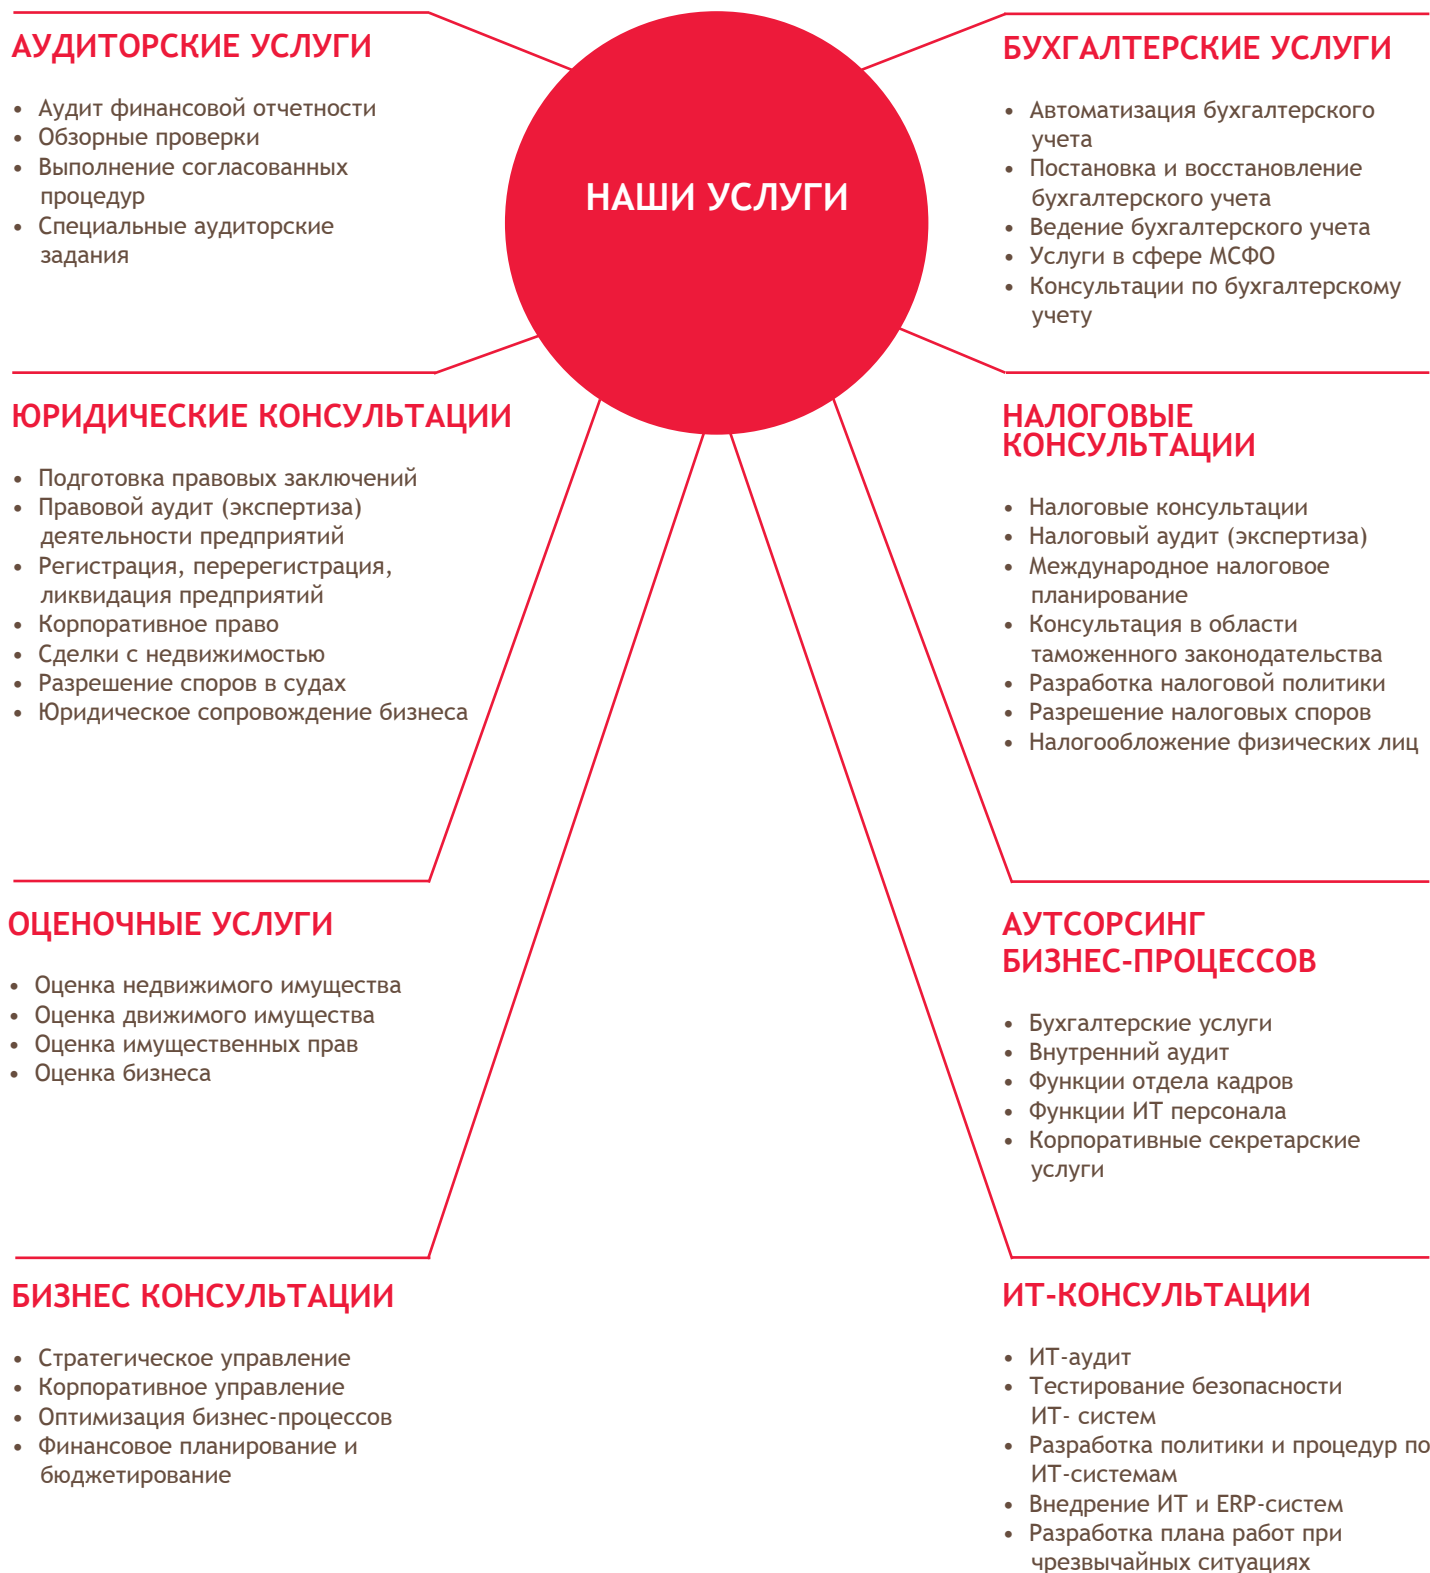 НАШИ УСЛУГИ
АУДИТОРСКИЕ УСЛУГИ
• Аудит финансовой отчетности
• Обзорные проверки
• Выполнение согласованных
процедур
• Специальные аудиторские
задания
БУХГАЛТЕРСКИЕ УСЛУГИ
• Автоматизация бухгалтерского
учета
• Постановка и восстановление
бухгалтерского учета
• Ведение бухгалтерского учета
• Услуги в сфере МСФО
• Консультации по бухгалтерскому
учету
ЮРИДИЧЕСКИЕ КОНСУЛЬТАЦИИ
• Подготовка правовых заключений
• Правовой аудит (экспертиза)
деятельности предприятий
• Регистрация, перерегистрация,
ликвидация предприятий
• Корпоративное право
• Сделки с недвижимостью
• Разрешение споров в судах
• Юридическое сопровождение бизнеса
НАЛОГОВЫЕ
КОНСУЛЬТАЦИИ
• Налоговые консультации
• Налоговый аудит (экспертиза)
• Международное налоговое
планирование
• Консультация в области
таможенного законодательства
• Разработка налоговой политики
• Разрешение налоговых споров
• Налогообложение физических лиц
ОЦЕНОЧНЫЕ УСЛУГИ
• Оценка недвижимого имущества
• Оценка движимого имущества
• Оценка имущественных прав
• Оценка бизнеса
АУТСОРСИНГ
БИЗНЕС-ПРОЦЕССОВ
• Бухгалтерские услуги
• Внутренний аудит
• Функции отдела кадров
• Функции ИТ персонала
• Корпоративные секретарские
услуги
БИЗНЕС КОНСУЛЬТАЦИИ
• Стратегическое управление
• Корпоративное управление
• Оптимизация бизнес-процессов
• Финансовое планирование и
бюджетирование
ИТ-КОНСУЛЬТАЦИИ
• ИТ-аудит
• Тестирование безопасности
ИТ- систем
• Разработка политики и процедур по
ИТ-системам
• Внедрение ИТ и ERP-систем
• Разработка плана работ при
чрезвычайных ситуациях